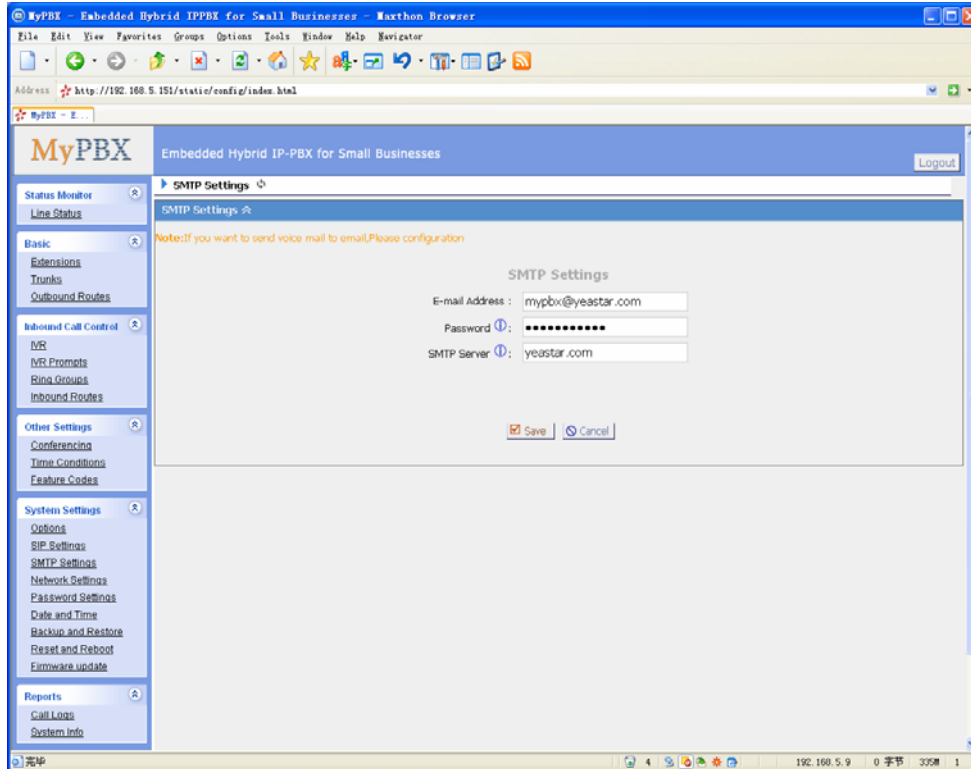 MyPBX - Embedded Hybrid IPPBX for Small Businesses - Maxthon Browser
File Edit View Favorites Groups Options Tools Window Help Navigator
Address http://192.168.5.151/static/config/index.html
MyPBX - E...
MyPBX
Embedded Hybrid IP-PBX for Small Businesses
Logout
SMTP Settings
Status Monitor
Line Status
Basic
Extensions
Trunks
Outbound Routes
Inbound Call Control
IVR
IVR Prompts
Ring Groups
Inbound Routes
Other Settings
Conferencing
Time Conditions
Feature Codes
System Settings
Options
SIP Settings
SMTP Settings
Network Settings
Password Settings
Date and Time
Backup and Restore
Reset and Reboot
Firmware update
Reports
Call Logs
System Info
SMTP Settings
Note:If you want to send voice mail to email,Please configuration
SMTP Settings
E-mail Address : mypbx@yeastar.com
Password : •••••••••••
SMTP Server : yeastar.com
Save Cancel
完毕 4 192.168.5.9 0 字节 335M 1